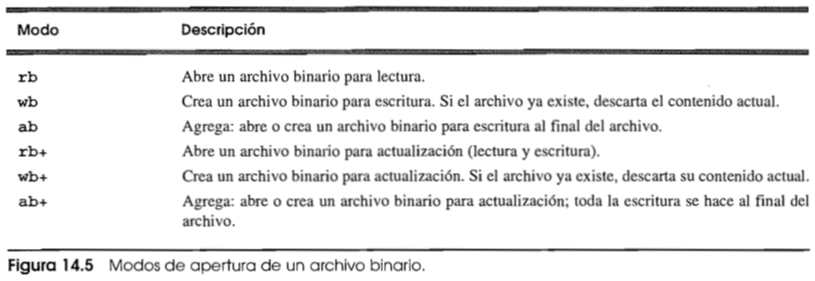 Modo Descripción
rb Abre un archivo binario para lectura.
wb Crea un archivo binario para escritura. Si el archivo ya existe, descarta el contenido actual.
ab Agrega: abre o crea un archivo binario para escritura al final del archivo.
rb+ Abre un archivo binario para actualización (lectura y escritura).
wb+ Crea un archivo binario para actualización. Si el archivo ya existe, descarta su contenido actual.
ab+ Agrega: abre o crea un archivo binario para actualización; toda la escritura se hace al final del
archivo.
Figura 14.5 Modos de apertura de un archivo binario.